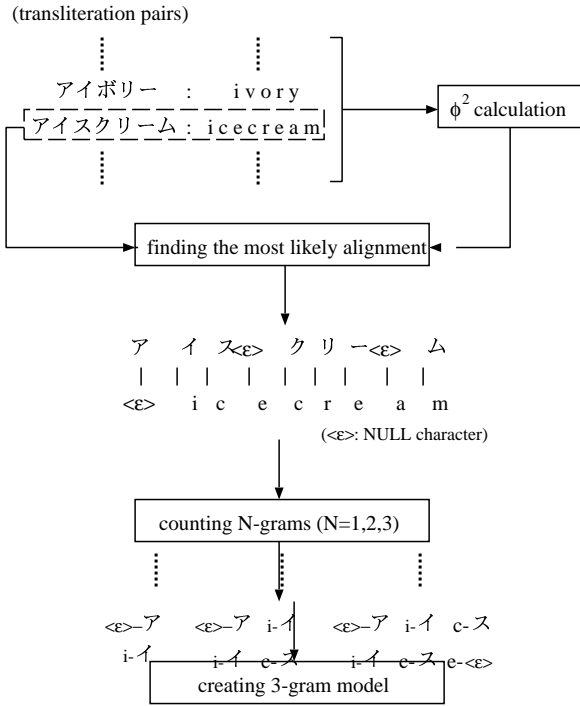 (transliteration pairs)
アイボリー : ivory
アイスクリーム : icecream
ϕ² calculation
finding the most likely alignment
ア イ ス <ε> ク リ ー <ε> ム
<ε> i c e c r e a m
(<ε>: NULL character)
counting N-grams (N=1,2,3)
<ε>–ア <ε>–ア i-イ <ε>–ア i-イ c-ス
i-イ i-イ c-ス i-イ c-ス e-<ε>
creating 3-gram model